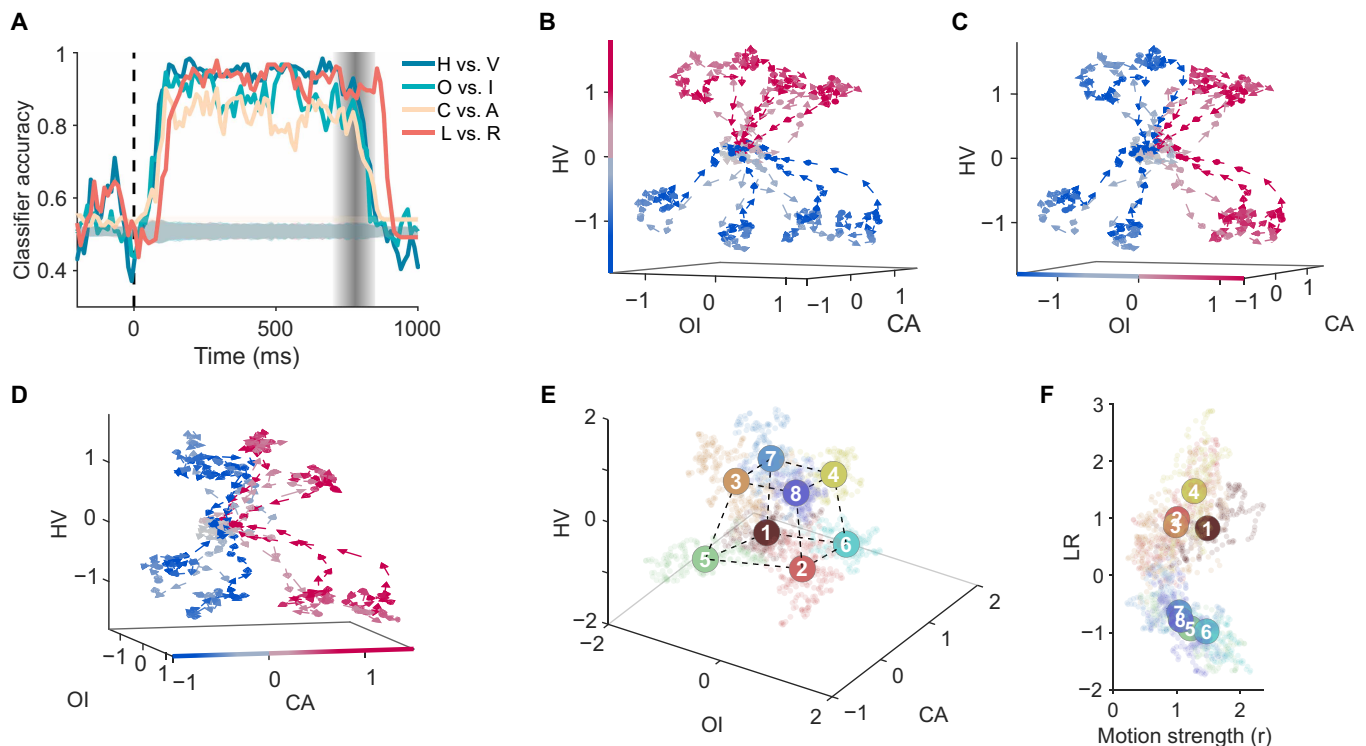 A
1
0.8
0.6
0.4
Classifier accuracy
0
500
1000
Time (ms)
H vs. V
O vs. I
C vs. A
L vs. R
B
1
0
−1
HV
−1
0
1
OI
−1
0
1
CA
C
1
0
−1
HV
−1
0
1
OI
−1
0
1
CA
D
1
0
−1
HV
−1
0
1
OI
−1
0
1
CA
E
2
0
−2
HV
−2
0
2
OI
−1
0
1
2
CA
7
3
4
8
1
5
6
2
F
3
2
1
0
−1
−2
LR
4
2
3
1
7
8
5
6
0
1
2
Motion strength (r)